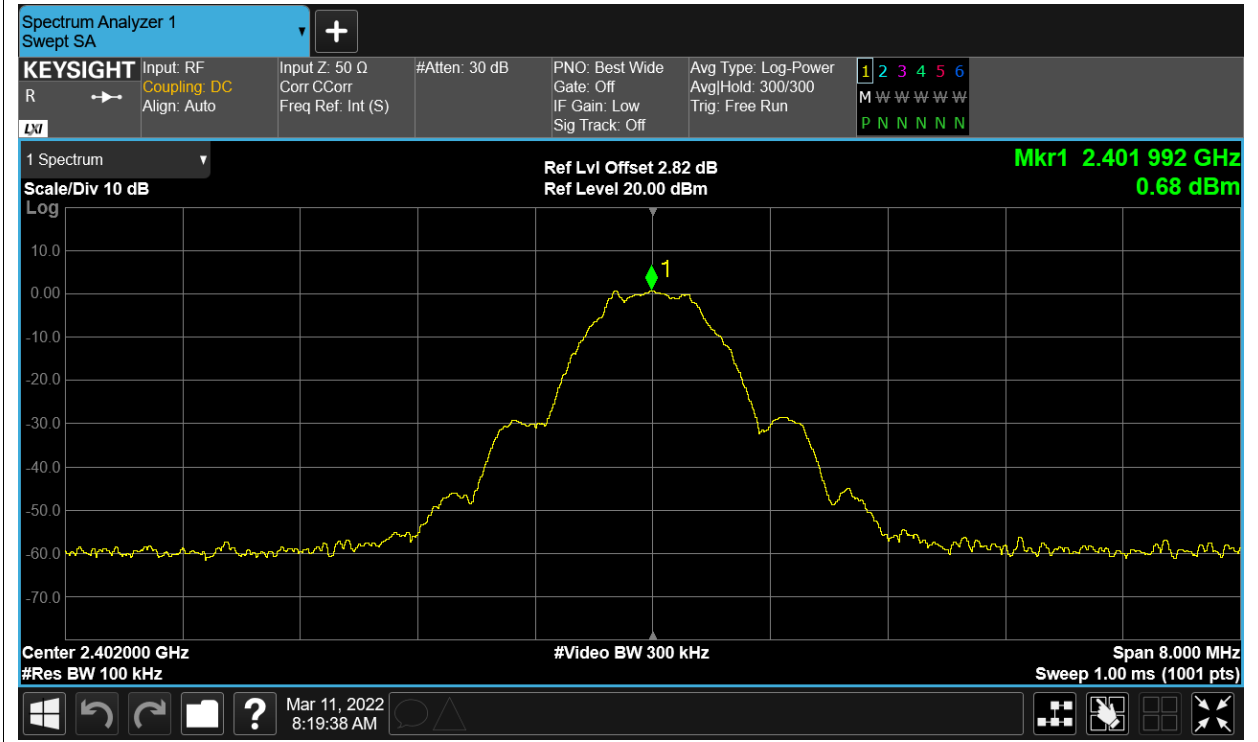 Spectrum Analyzer 1
Swept SA
KEYSIGHT
R
LXI
Input: RF
Coupling: DC
Align: Auto
Input Z: 50 Ω
Corr CCorr
Freq Ref: Int (S)
#Atten: 30 dB
PNO: Best Wide
Gate: Off
IF Gain: Low
Sig Track: Off
Avg Type: Log-Power
Avg|Hold: 300/300
Trig: Free Run
1 2 3 4 5 6
M W W W W W
P N N N N N
1 Spectrum
Scale/Div 10 dB
Log
Ref Lvl Offset 2.82 dB
Ref Level 20.00 dBm
Mkr1 2.401 992 GHz
0.68 dBm
1
10.0
0.00
-10.0
-20.0
-30.0
-40.0
-50.0
-60.0
-70.0
Center 2.402000 GHz
#Res BW 100 kHz
#Video BW 300 kHz
Span 8.000 MHz
Sweep 1.00 ms (1001 pts)
?
Mar 11, 2022
8:19:38 AM